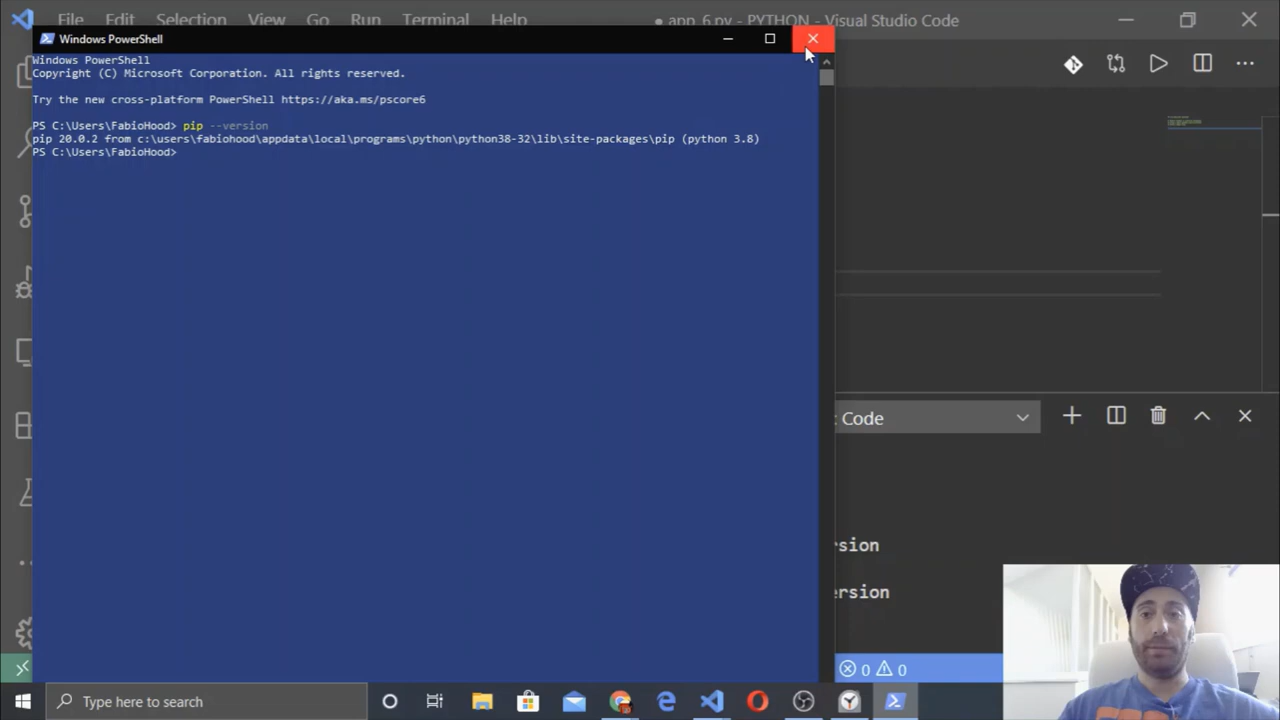 File Edit Selection View Go Run Terminal Help ● app_6.py - PYTHON - Visual Studio Code
Windows PowerShell
Windows PowerShell
Copyright (C) Microsoft Corporation. All rights reserved.
Try the new cross-platform PowerShell https://aka.ms/pscore6
PS C:\Users\FabioHood> pip --version
pip 20.0.2 from c:\users\fabiohood\appdata\local\programs\python\python38-32\lib\site-packages\pip (python 3.8)
PS C:\Users\FabioHood>
: Code
rsion
ersion
0 0
Type here to search